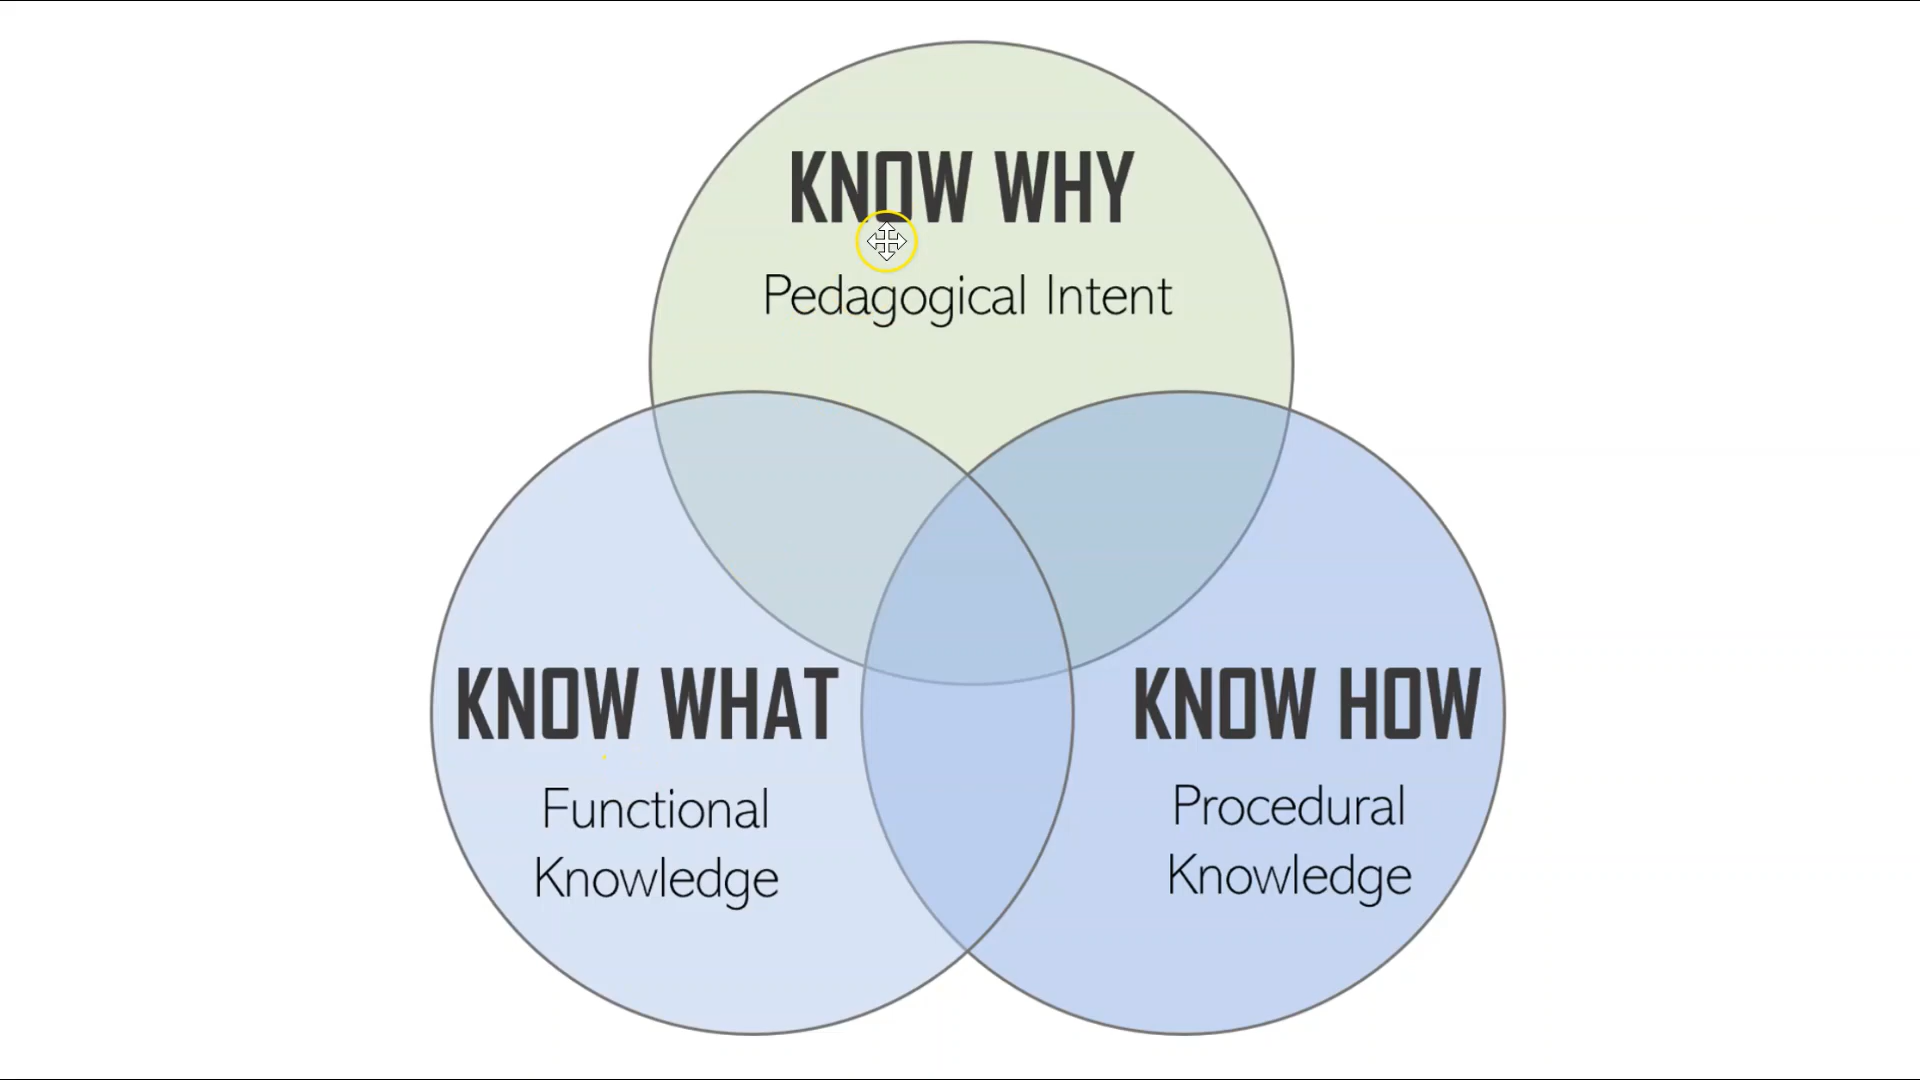 KNOW WHY
Pedagogical Intent
KNOW WHAT
Functional
Knowledge
KNOW HOW
Procedural
Knowledge